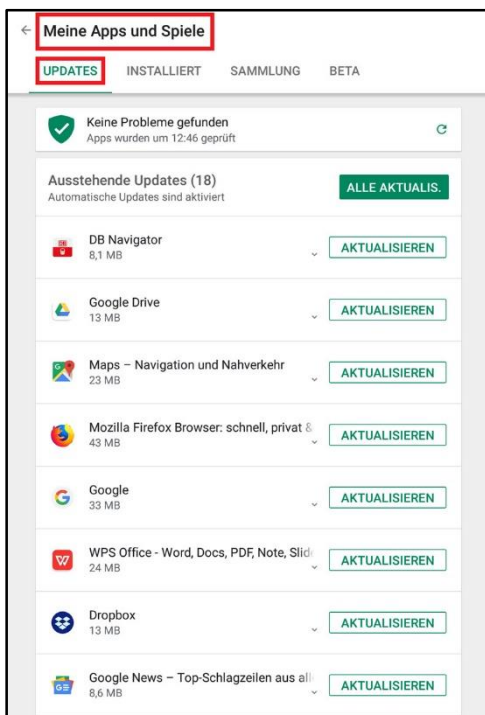 Meine Apps und Spiele
UPDATES INSTALLIERT SAMMLUNG BETA
Keine Probleme gefunden
Apps wurden um 12:46 geprüft
Ausstehende Updates (18)
Automatische Updates sind aktiviert
ALLE AKTUALIS.
DB Navigator
8,1 MB
AKTUALISIEREN
Google Drive
13 MB
AKTUALISIEREN
Maps – Navigation und Nahverkehr
23 MB
AKTUALISIEREN
Mozilla Firefox Browser: schnell, privat &
43 MB
AKTUALISIEREN
Google
33 MB
AKTUALISIEREN
WPS Office - Word, Docs, PDF, Note, Slid
24 MB
AKTUALISIEREN
Dropbox
13 MB
AKTUALISIEREN
Google News – Top-Schlagzeilen aus all
8,6 MB
AKTUALISIEREN